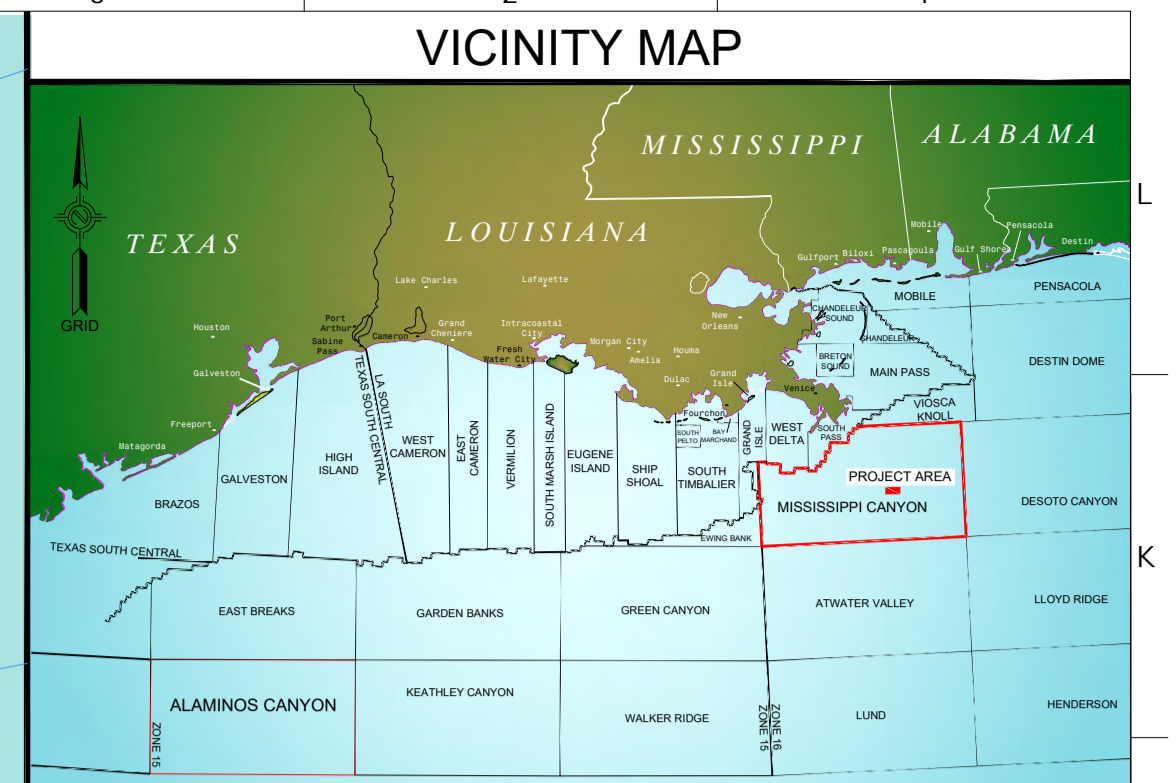 2
VICINITY MAP
MISSISSIPPI
ALABAMA
L
TEXAS
LOUISIANA
GRID
Mobile
Pensacola
Gulf Shores
Destin
Gulfport
Biloxi
Pascagoula
Lake Charles
Lafayette
New
Orleans
Houston
Port
Arthur
Sabine
Pass
Cameron
Grand
Cheniere
Intracoastal
City
Fresh
Water City
Morgan City
Amelia
Houma
Dulac
Grand
Isle
Venice
Fourchon
Galveston
Freeport
Matagorda
MOBILE
PENSACOLA
CHANDELEUR
SOUND
CHANDELEUR
BRETON
SOUND
MAIN PASS
DESTIN DOME
VIOSCA
KNOLL
TEXAS SOUTH CENTRAL
LA SOUTH
CENTRAL
BRAZOS
GALVESTON
HIGH
ISLAND
WEST
CAMERON
EAST
CAMERON
VERMILION
SOUTH MARSH ISLAND
EUGENE
ISLAND
SHIP
SHOAL
SOUTH
PELTO
BAY
MARCHAND
SOUTH
TIMBALIER
GRAND
ISLE
WEST
DELTA
SOUTH
PASS
PROJECT AREA
MISSISSIPPI CANYON
DESOTO CANYON
EWING BANK
TEXAS SOUTH CENTRAL
K
EAST BREAKS
GARDEN BANKS
GREEN CANYON
ATWATER VALLEY
LLOYD RIDGE
ALAMINOS CANYON
KEATHLEY CANYON
WALKER RIDGE
LUND
HENDERSON
ZONE 15
ZONE 16
ZONE 15